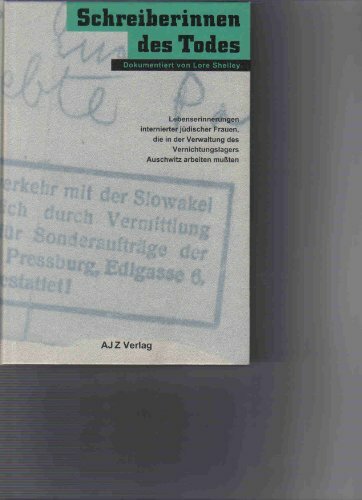 Schreiberinnen
des Todes
Dokumentiert von Lore Shelley
Lebenserinnerungen
internierter jüdischer Frauen,
die in der Verwaltung des
Vernichtungslagers
Auschwitz arbeiten mußten
erkehr mit der Slowakei
ich durch Vermittlung
ür Sonderaufträge der
Pressburg, Edlgasse 6,
estattet!
AJZ Verlag